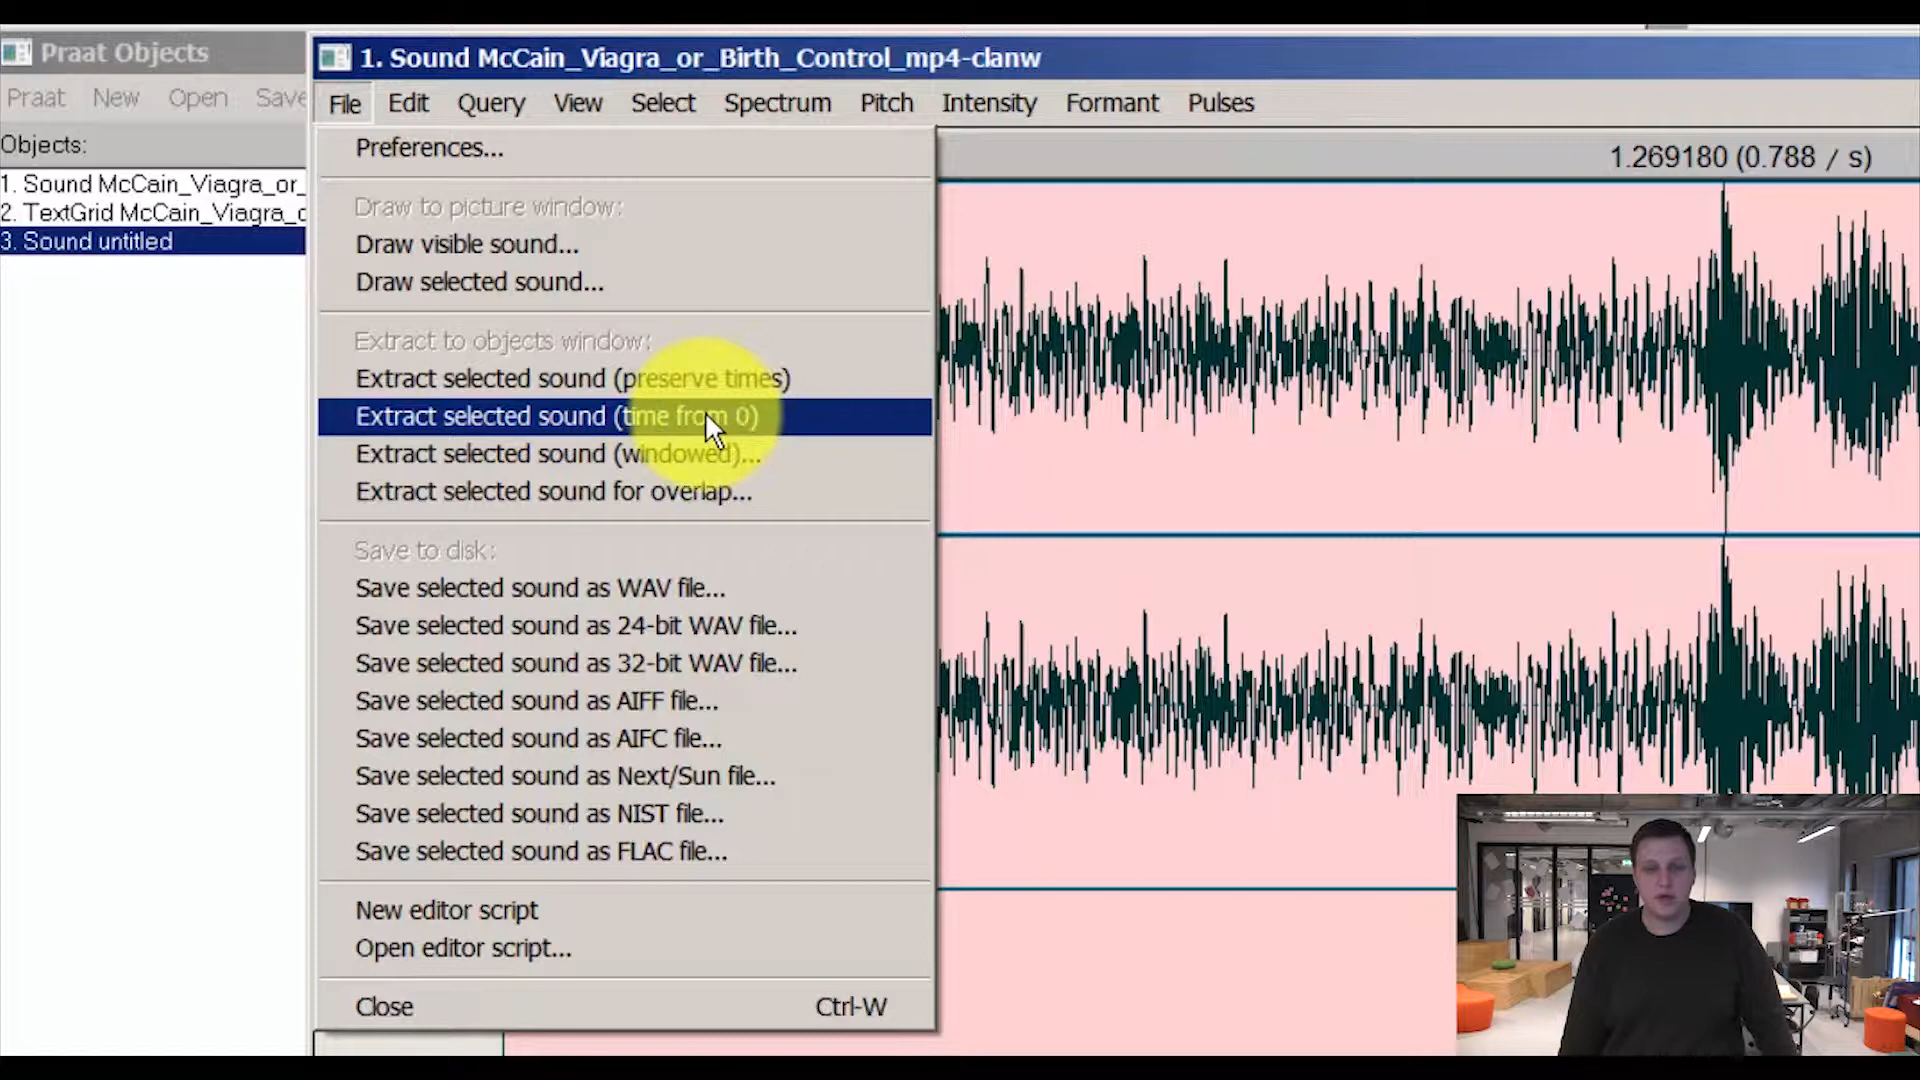 Praat Objects
Praat New Open Save
Objects:
1. Sound McCain_Viagra_or_
2. TextGrid McCain_Viagra_
3. Sound untitled
1. Sound McCain_Viagra_or_Birth_Control_mp4-clanw
File Edit Query View Select Spectrum Pitch Intensity Formant Pulses
1.269180 (0.788 / s)
Preferences...
Draw to picture window:
Draw visible sound...
Draw selected sound...
Extract to objects window:
Extract selected sound (preserve times)
Extract selected sound (time from 0)
Extract selected sound (windowed)...
Extract selected sound for overlap...
Save to disk:
Save selected sound as WAV file...
Save selected sound as 24-bit WAV file...
Save selected sound as 32-bit WAV file...
Save selected sound as AIFF file...
Save selected sound as AIFC file...
Save selected sound as Next/Sun file...
Save selected sound as NIST file...
Save selected sound as FLAC file...
New editor script
Open editor script...
Close Ctrl-W